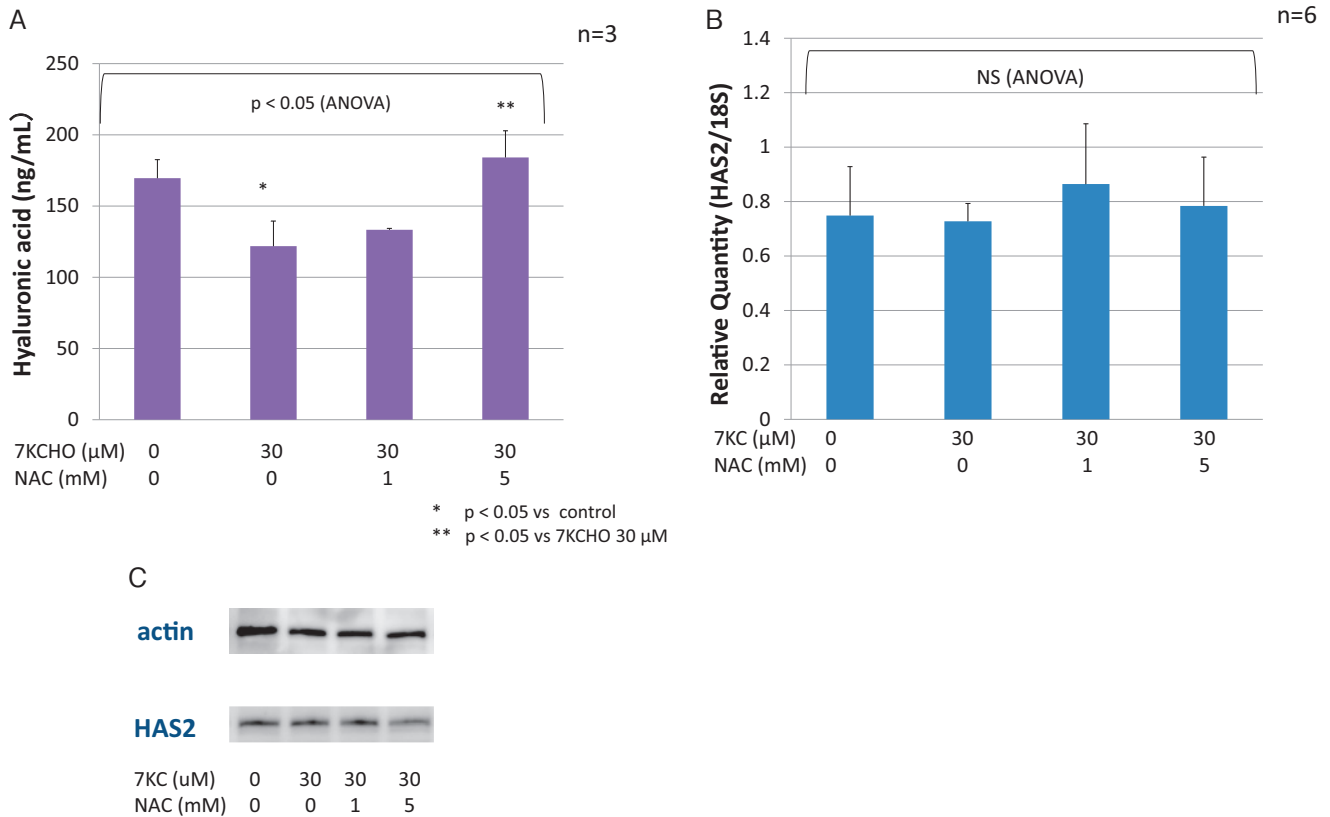 A
n=3
Hyaluronic acid (ng/mL)
250
200
150
100
50
0
p < 0.05 (ANOVA)
*
**
7KCHO (µM) 0 30 30 30
NAC (mM) 0 0 1 5
* p < 0.05 vs control
** p < 0.05 vs 7KCHO 30 µM
B
n=6
Relative Quantity (HAS2/18S)
1.4
1.2
1
0.8
0.6
0.4
0.2
0
NS (ANOVA)
7KC (µM) 0 30 30 30
NAC (mM) 0 0 1 5
C
actin
HAS2
7KC (uM) 0 30 30 30
NAC (mM) 0 0 1 5